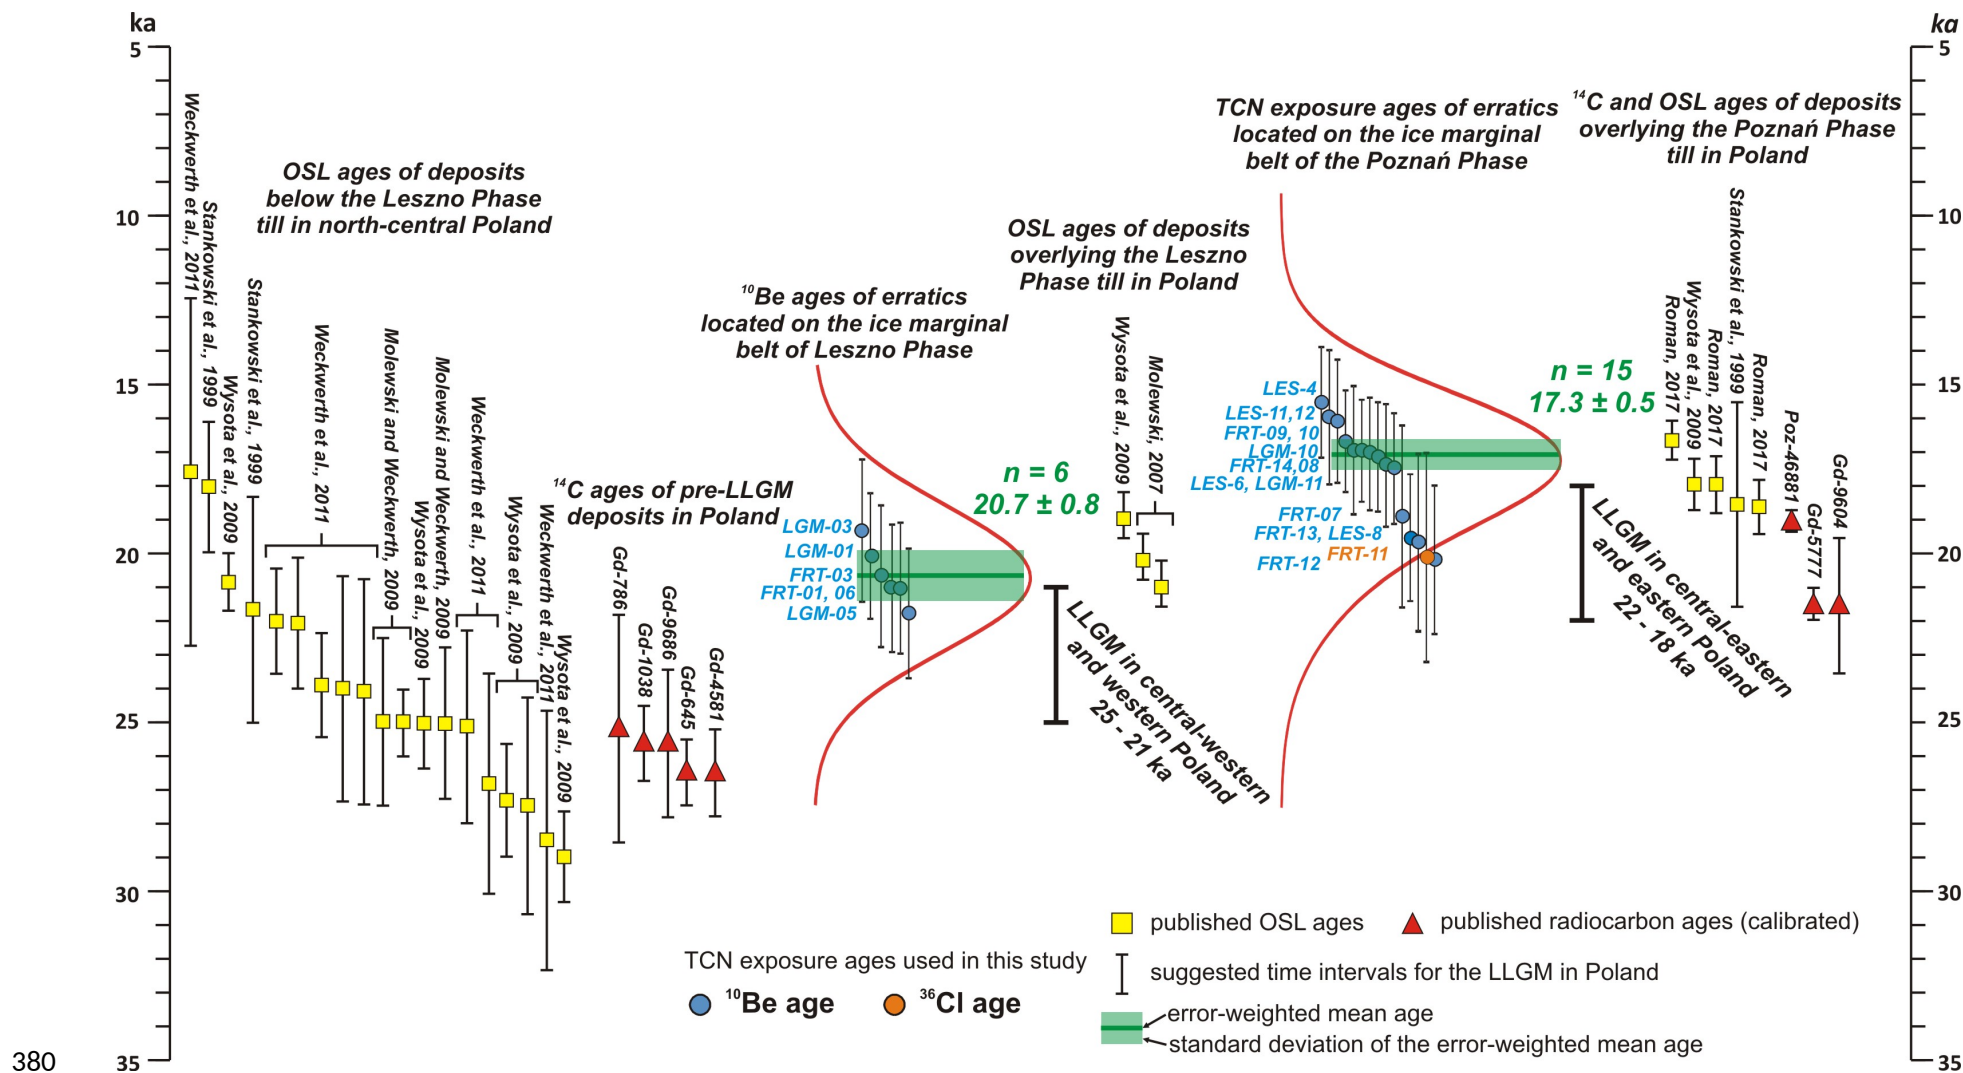 ka
5
10
15
20
25
30
35
Weckwerth et al., 2011
Stankowski et al., 1999
Wysota et al., 2009
Stankowski et al., 1999
OSL ages of deposits
below the Leszno Phase
till in north-central Poland
Weckwerth et al., 2011
Molewski and Weckwerth, 2009
Wysota et al., 2009
Molewski and Weckwerth, 2009
Weckwerth et al., 2011
Wysota et al., 2009
Weckwerth et al., 2011
Wysota et al., 2009
14C ages of pre-LLGM
deposits in Poland
Gd-786
Gd-1038
Gd-9686
Gd-645
Gd-4581
10Be ages of erratics
located on the ice marginal
belt of Leszno Phase
LGM-03
LGM-01
FRT-03
FRT-01, 06
LGM-05
n = 6
20.7 ± 0.8
OSL ages of deposits
overlying the Leszno
Phase till in Poland
Wysota et al., 2009
Molewski, 2007
LLGM in central-western
and western Poland
25 - 21 ka
TCN exposure ages of erratics
located on the ice marginal
belt of the Poznań Phase
LES-4
LES-11,12
FRT-09, 10
LGM-10
FRT-14,08
LES-6, LGM-11
FRT-07
FRT-13, LES-8
FRT-11
FRT-12
n = 15
17.3 ± 0.5
LLGM in central-eastern
and eastern Poland
22 - 18 ka
14C and OSL ages of deposits
overlying the Poznań Phase
till in Poland
Roman, 2017
Wysota et al., 2009
Roman, 2017
Stankowski et al., 1999
Roman, 2017
Poz-46881
Gd-5777
Gd-9604
ka
5
10
15
20
25
30
35
TCN exposure ages used in this study
10Be age
36Cl age
published OSL ages
published radiocarbon ages (calibrated)
suggested time intervals for the LLGM in Poland
error-weighted mean age
standard deviation of the error-weighted mean age
380